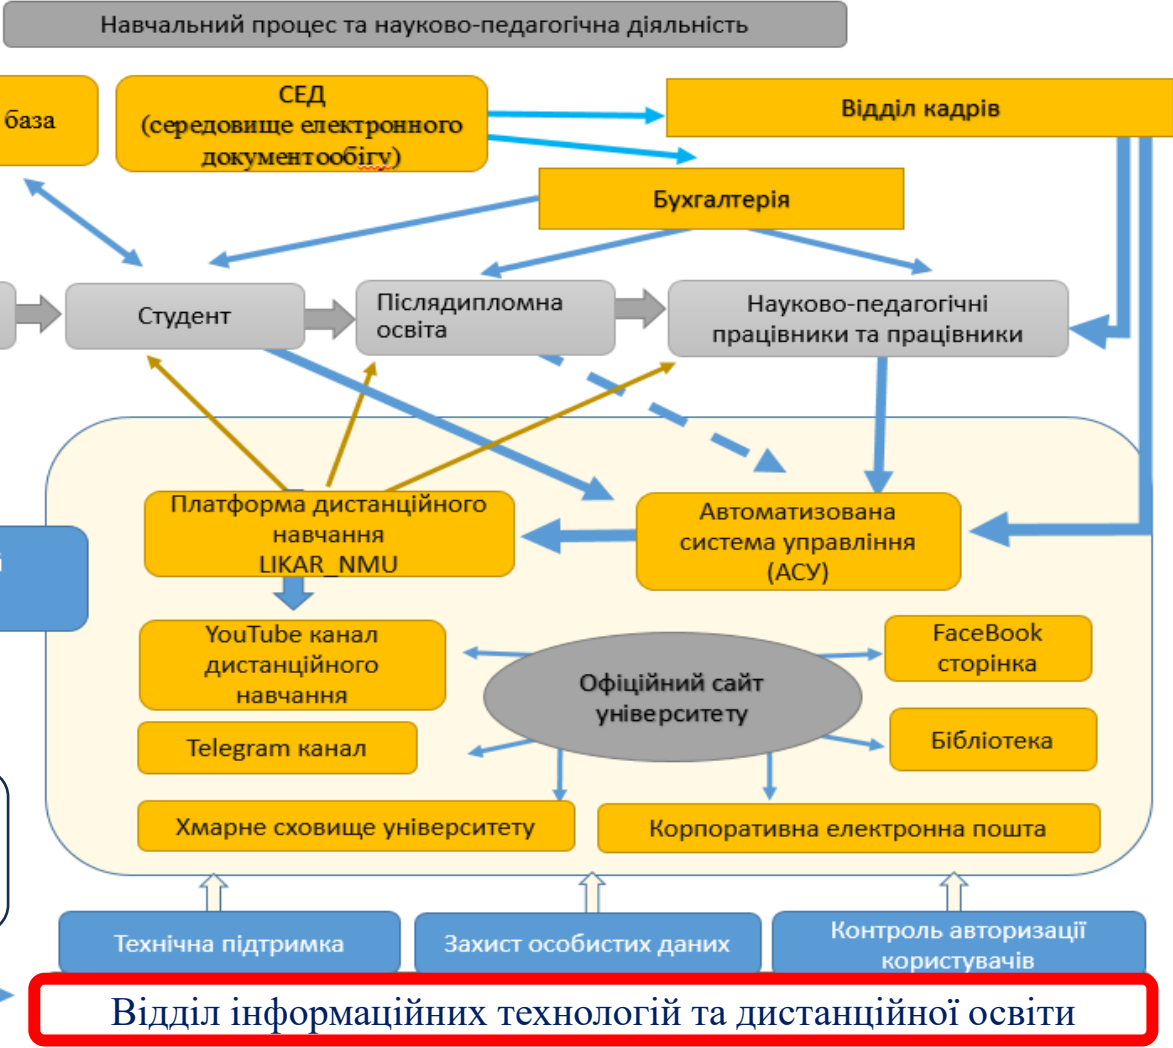 Навчальний процес та науково-педагогічна діяльність
база
СЕД
(середовище електронного
документообігу)
Відділ кадрів
Бухгалтерія
Студент
Післядипломна
освіта
Науково-педагогічні
працівники та працівники
Платформа дистанційного
навчання
LIKAR_NMU
Автоматизована
система управління
(АСУ)
й
YouTube канал
дистанційного
навчання
FaceBook
сторінка
Офіційний сайт
університету
Telegram канал
Бібліотека
Хмарне сховище університету
Корпоративна електронна пошта
Технічна підтримка
Захист особистих даних
Контроль авторизації
користувачів
Відділ інформаційних технологій та дистанційної освіти